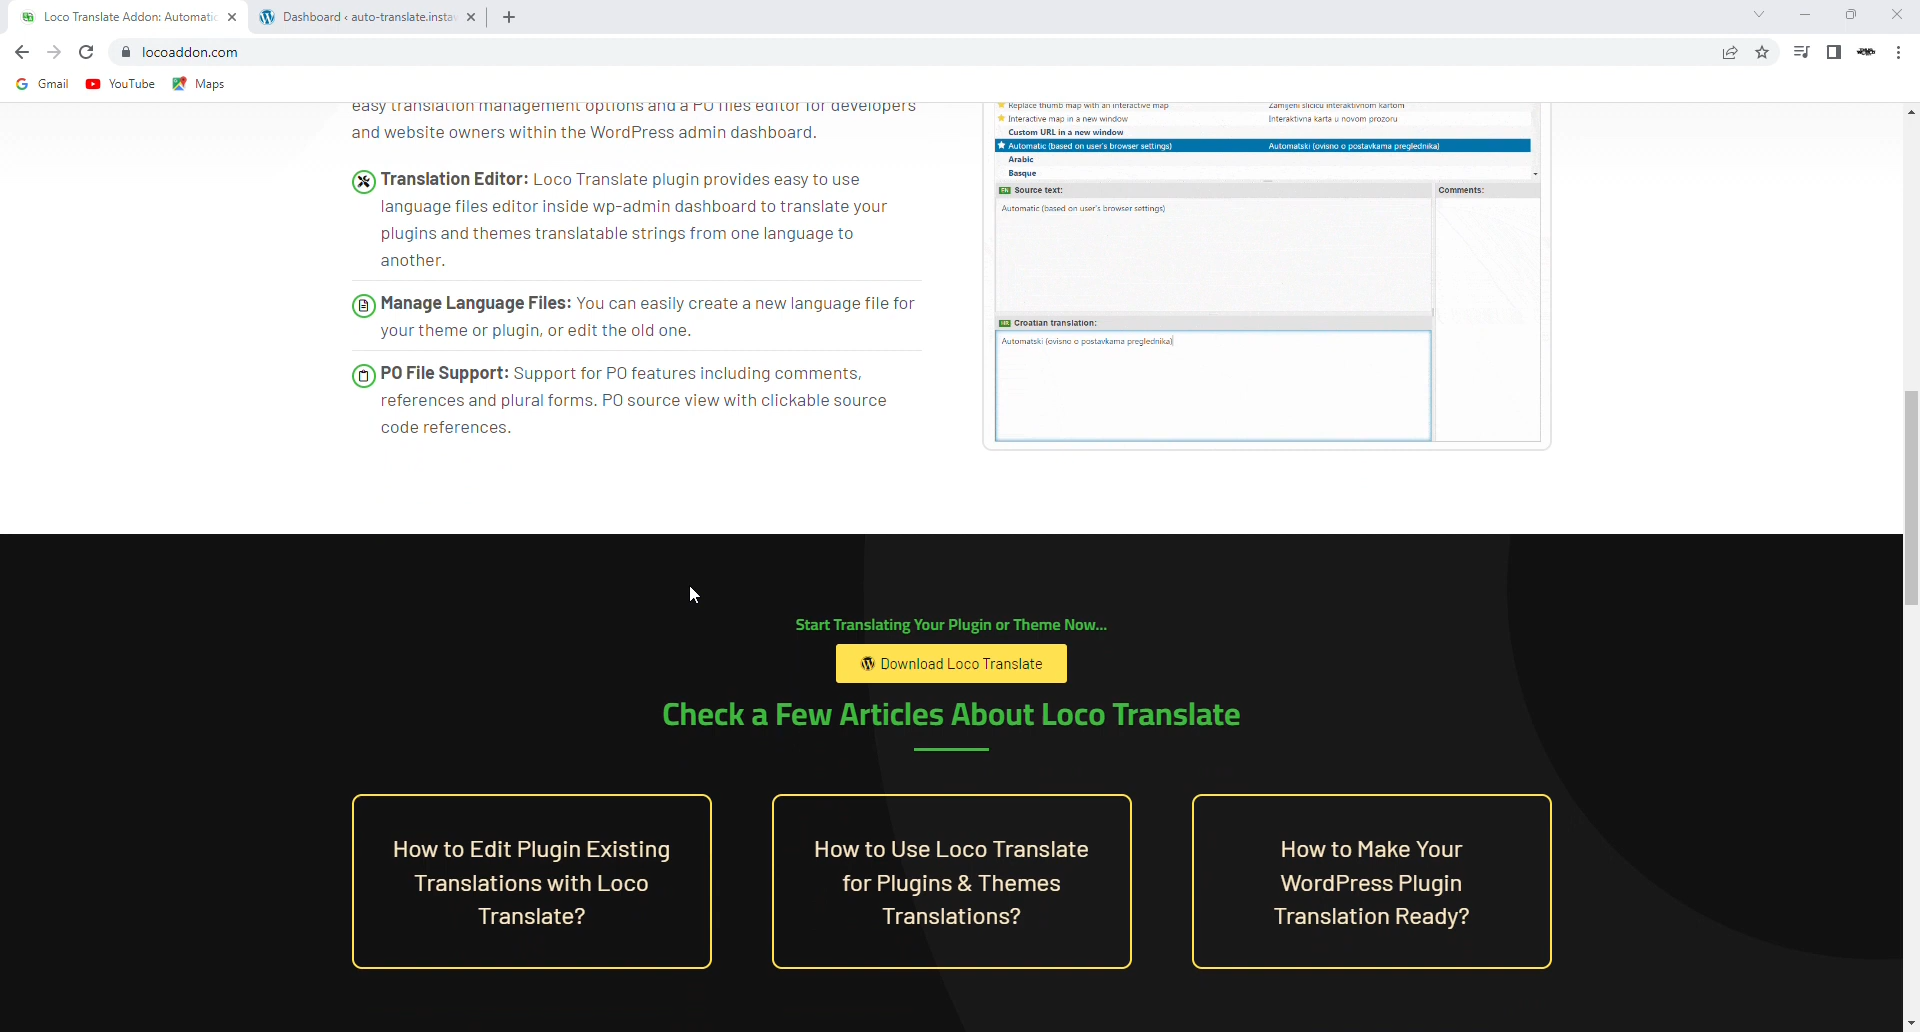 Loco Translate Addon: Automatic
Dashboard ‹ auto-translate.insta
locoaddon.com
Gmail
YouTube
Maps
easy translation management options and a PO files editor for developers
and website owners within the WordPress admin dashboard.
Translation Editor: Loco Translate plugin provides easy to use
language files editor inside wp-admin dashboard to translate your
plugins and themes translatable strings from one language to
another.
Manage Language Files: You can easily create a new language file for
your theme or plugin, or edit the old one.
PO File Support: Support for PO features including comments,
references and plural forms. PO source view with clickable source
code references.
Replace thumb map with an interactive map Zamijeni sličicu interaktivnom kartom
Interactive map in a new window Interaktivna karta u novom prozoru
Custom URL in a new window
Automatic (based on user's browser settings) Automatski (ovisno o postavkama preglednika)
Arabic
Basque
EN Source text: Comments:
Automatic (based on user's browser settings)
HR Croatian translation:
Automatski (ovisno o postavkama preglednika)
Start Translating Your Plugin or Theme Now...
Download Loco Translate
Check a Few Articles About Loco Translate
How to Edit Plugin Existing
Translations with Loco
Translate?
How to Use Loco Translate
for Plugins & Themes
Translations?
How to Make Your
WordPress Plugin
Translation Ready?